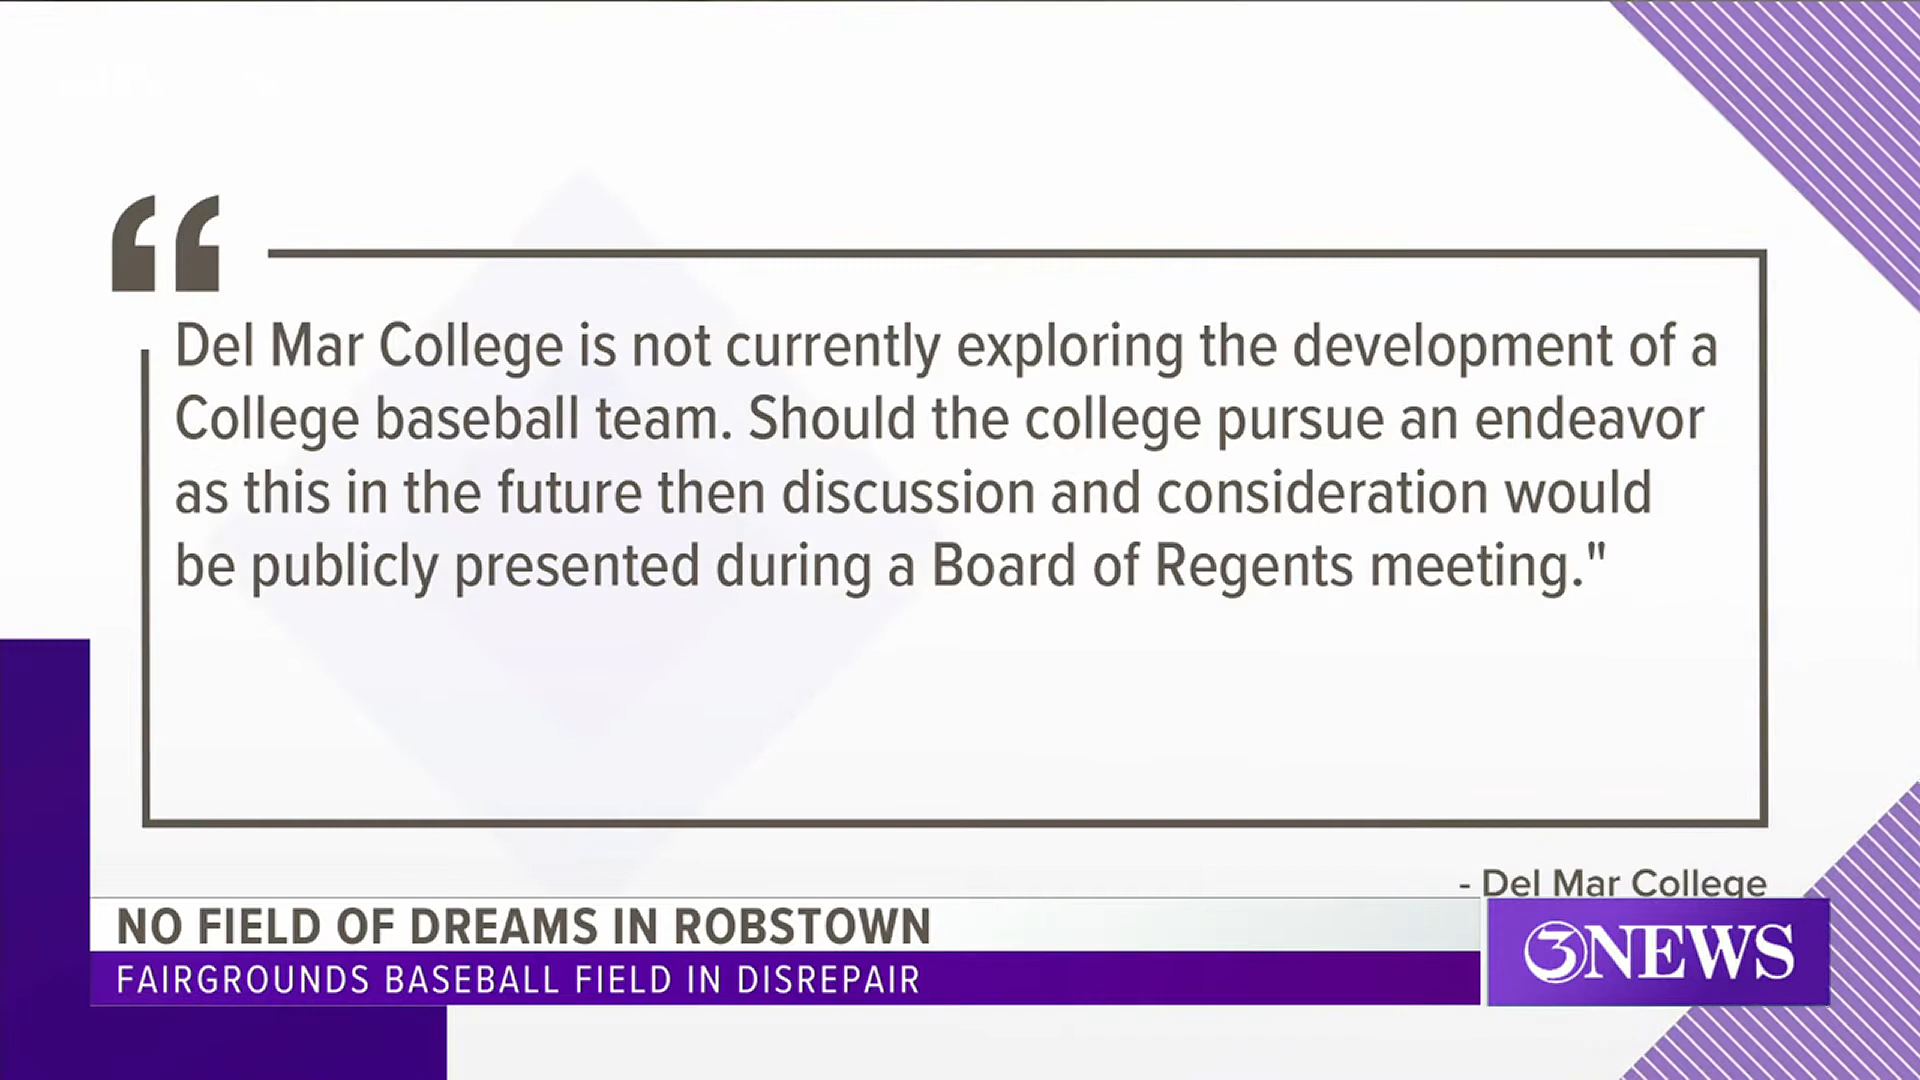 “
Del Mar College is not currently exploring the development of a
College baseball team. Should the college pursue an endeavor
as this in the future then discussion and consideration would
be publicly presented during a Board of Regents meeting."
- Del Mar College
NO FIELD OF DREAMS IN ROBSTOWN
FAIRGROUNDS BASEBALL FIELD IN DISREPAIR
3NEWS